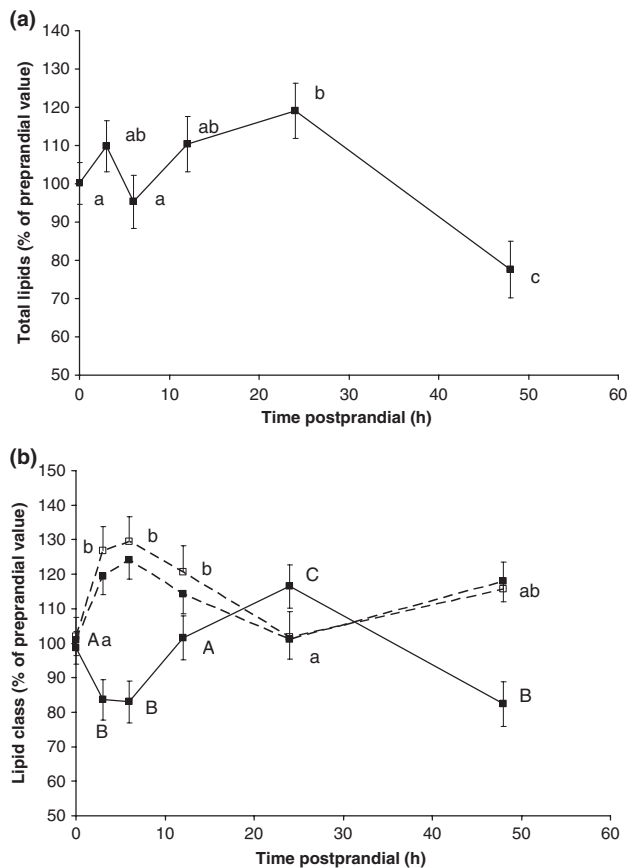 (a)
140
130
120
110
100
90
80
70
60
50
Total lipids (% of preprandial value)
a
ab
a
ab
b
c
0 10 20 30 40 50 60
Time postprandial (h)
(b)
150
140
130
120
110
100
90
80
70
60
50
Lipid class (% of preprandial value)
b
b
b
Aa
B
B
A
C
a
ab
B
0 10 20 30 40 50 60
Time postprandial (h)